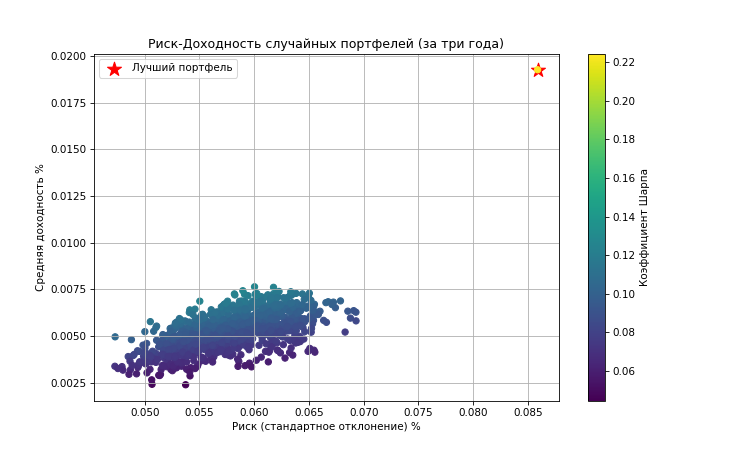 Риск-Доходность случайных портфелей (за три года)
Лучший портфель
0.0200
0.0175
0.0150
0.0125
0.0100
0.0075
0.0050
0.0025
Средняя доходность %
0.050 0.055 0.060 0.065 0.070 0.075 0.080 0.085
Риск (стандартное отклонение) %
0.22
0.20
0.18
0.16
0.14
0.12
0.10
0.08
0.06
Коэффициент Шарпа